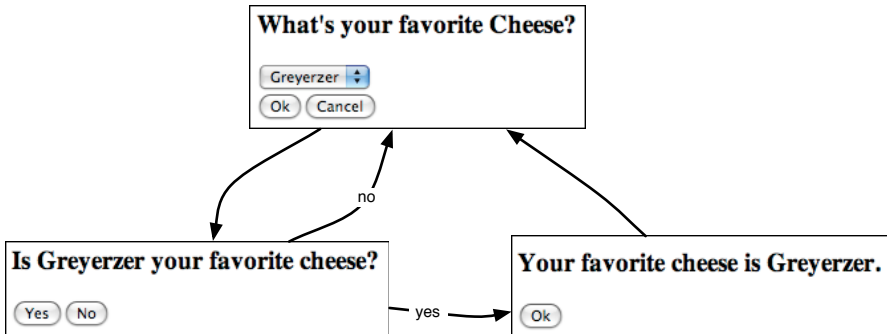 What's your favorite Cheese?
Greyerzer
Ok Cancel
no
Is Greyerzer your favorite cheese?
Yes No
yes
Your favorite cheese is Greyerzer.
Ok